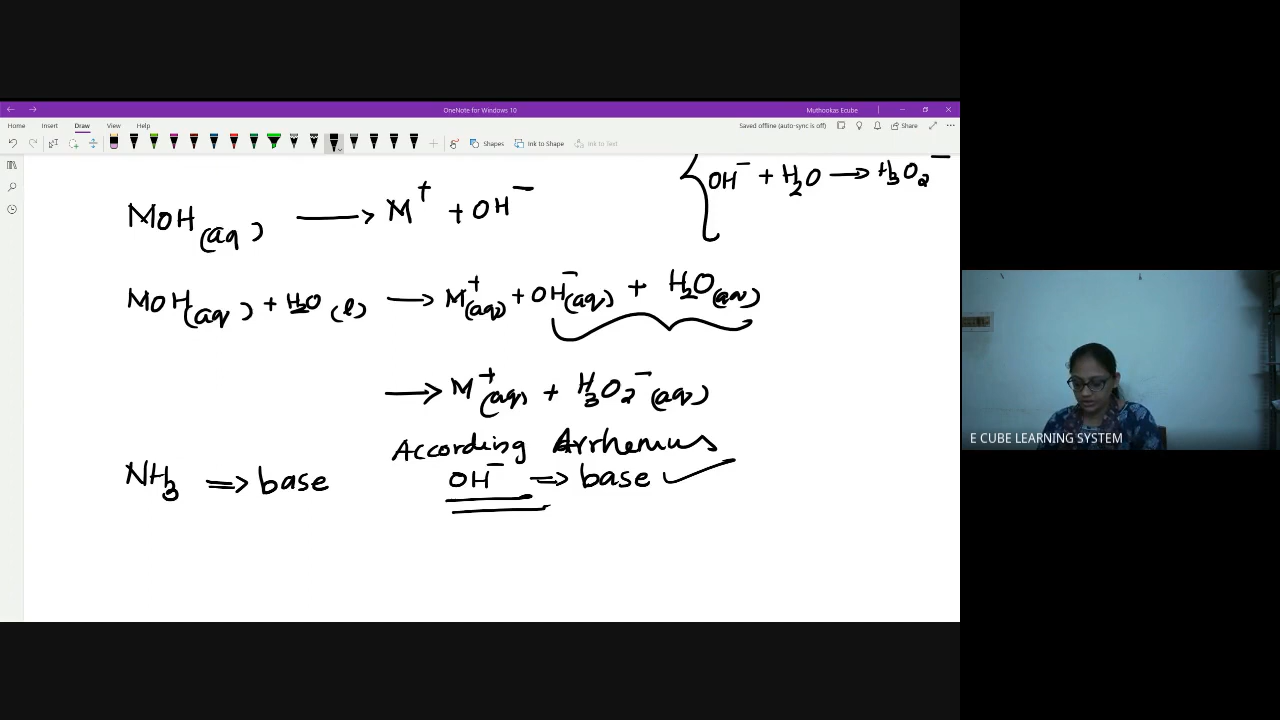 OneNote for Windows 10
Muthookas Ecube
Home Insert Draw View Help
Saved offline (auto-sync is off)
Share
Shapes
Ink to Shape
Ink to Text
OH⁻ + H₂O ⟶ H₃O₂⁻
MOH(aq) ⟶ M⁺ + OH⁻
MOH(aq) + H₂O(l) ⟶ M⁺(aq) + OH⁻(aq) + H₂O(aq)
⟶ M⁺(aq) + H₃O₂⁻(aq)
According Arrhenius
NH₃ ⟹ base
OH⁻ ⟹ base ✓
E CUBE LEARNING SYSTEM